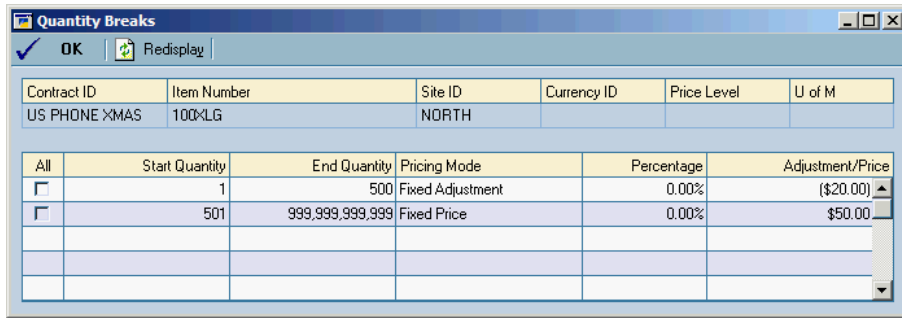 Quantity Breaks
OK Redisplay
Contract ID Item Number Site ID Currency ID Price Level U of M
US PHONE XMAS 100XLG NORTH
All Start Quantity End Quantity Pricing Mode Percentage Adjustment/Price
1 500 Fixed Adjustment 0.00% ($20.00)
501 999,999,999,999 Fixed Price 0.00% $50.00